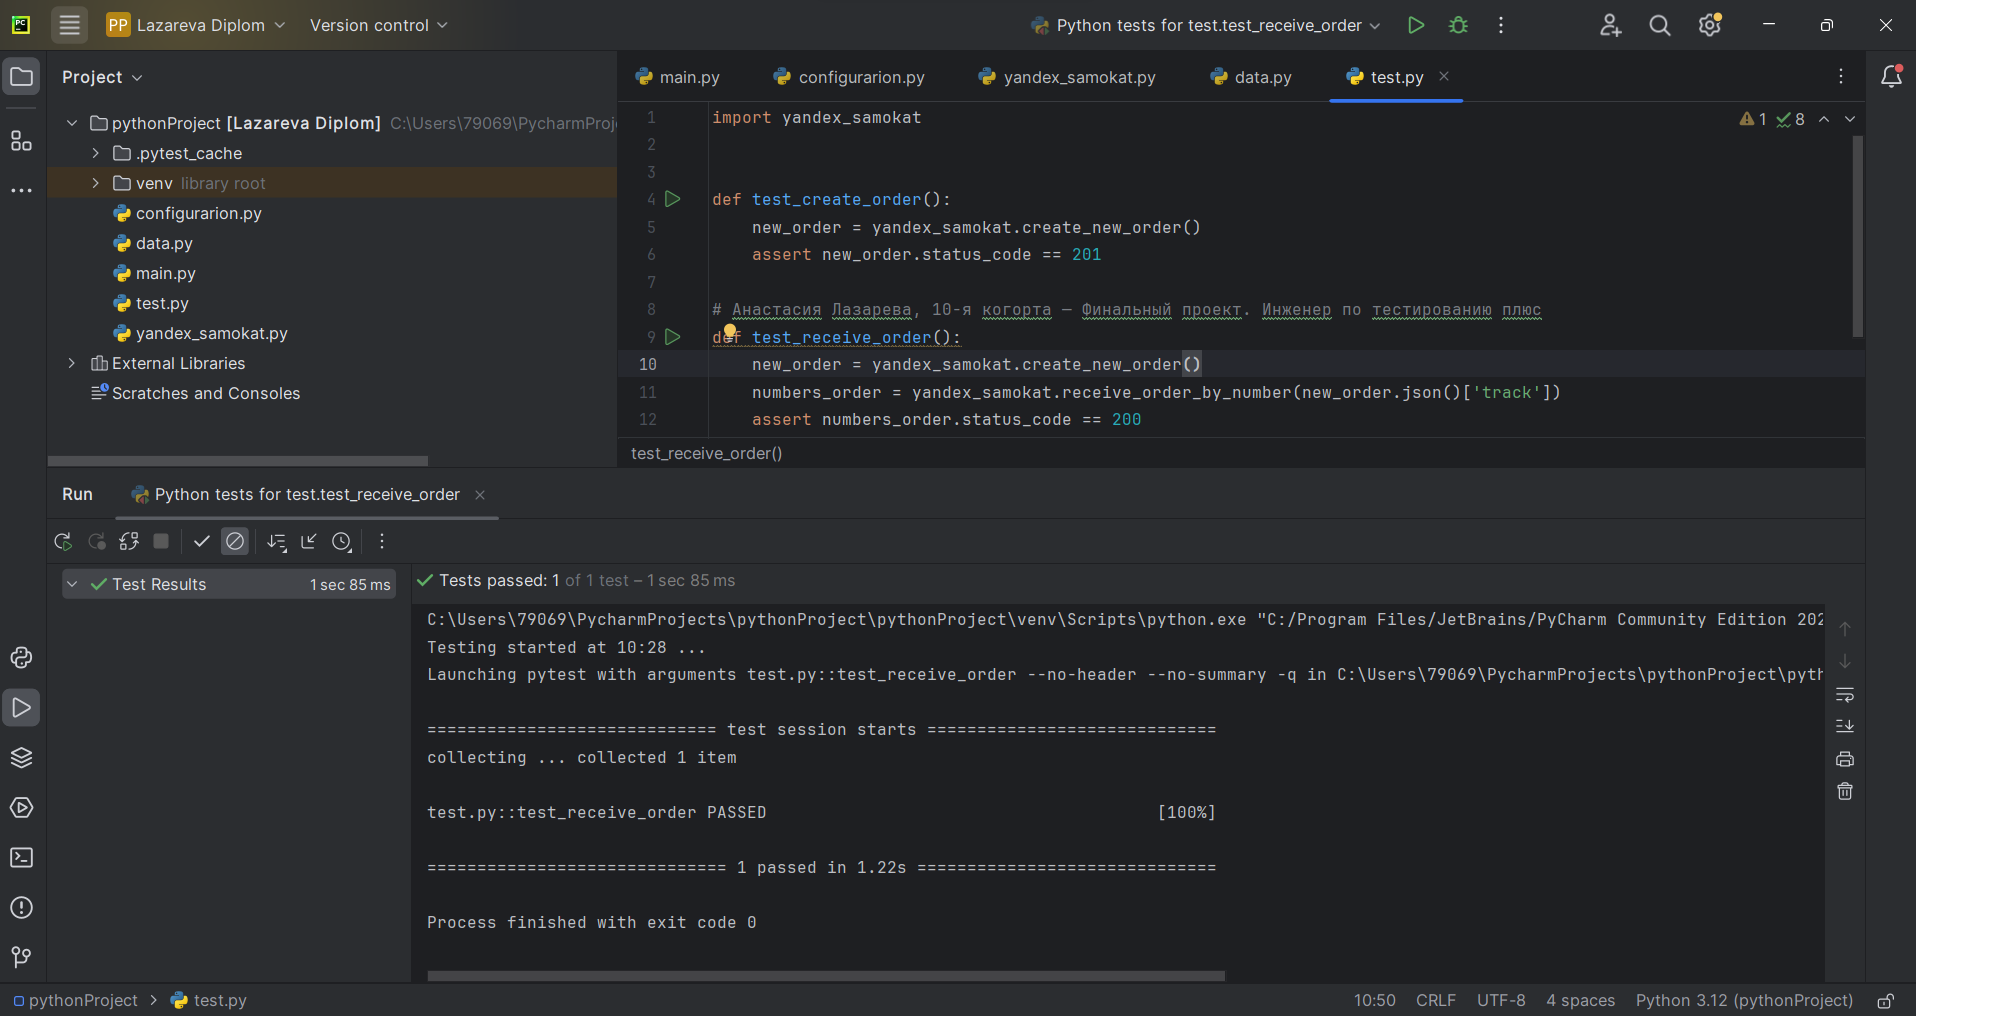 PC
PP Lazareva Diplom
Version control
Python tests for test.test_receive_order
Project
pythonProject [Lazareva Diplom] C:\Users\79069\PycharmProj
.pytest_cache
venv library root
configurarion.py
data.py
main.py
test.py
yandex_samokat.py
External Libraries
Scratches and Consoles
main.py
configurarion.py
yandex_samokat.py
data.py
test.py
1 8
1 import yandex_samokat
2
3
4 def test_create_order():
5 new_order = yandex_samokat.create_new_order()
6 assert new_order.status_code == 201
7
8 # Анастасия Лазарева, 10-я когорта — Финальный проект. Инженер по тестированию плюс
9 def test_receive_order():
10 new_order = yandex_samokat.create_new_order()
11 numbers_order = yandex_samokat.receive_order_by_number(new_order.json()['track'])
12 assert numbers_order.status_code == 200
test_receive_order()
Run
Python tests for test.test_receive_order
Test Results 1 sec 85 ms
Tests passed: 1 of 1 test – 1 sec 85 ms
C:\Users\79069\PycharmProjects\pythonProject\pythonProject\venv\Scripts\python.exe "C:/Program Files/JetBrains/PyCharm Community Edition 202
Testing started at 10:28 ...
Launching pytest with arguments test.py::test_receive_order --no-header --no-summary -q in C:\Users\79069\PycharmProjects\pythonProject\pyth
============================= test session starts =============================
collecting ... collected 1 item
test.py::test_receive_order PASSED [100%]
============================== 1 passed in 1.22s ==============================
Process finished with exit code 0
pythonProject > test.py
10:50 CRLF UTF-8 4 spaces Python 3.12 (pythonProject)